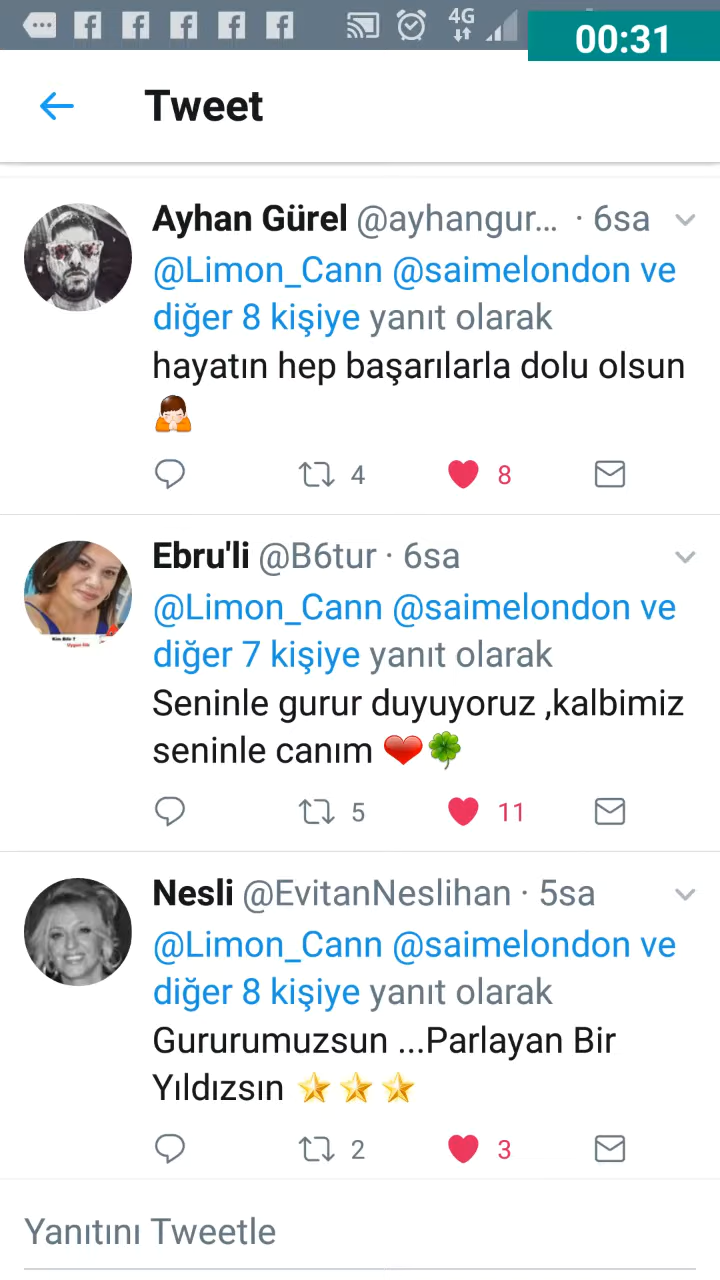 4G
00:31
Tweet
Ayhan Gürel @ayhangur... · 6sa
@Limon_Cann @saimelondon ve
diğer 8 kişiye yanıt olarak
hayatın hep başarılarla dolu olsun
4 8
Ebru'li @B6tur · 6sa
@Limon_Cann @saimelondon ve
diğer 7 kişiye yanıt olarak
Seninle gurur duyuyoruz ,kalbimiz
seninle canım ❤️🍀
5 11
Nesli @EvitanNeslihan · 5sa
@Limon_Cann @saimelondon ve
diğer 8 kişiye yanıt olarak
Gururumuzsun ...Parlayan Bir
Yıldızsın ⭐⭐⭐
2 3
Yanıtını Tweetle